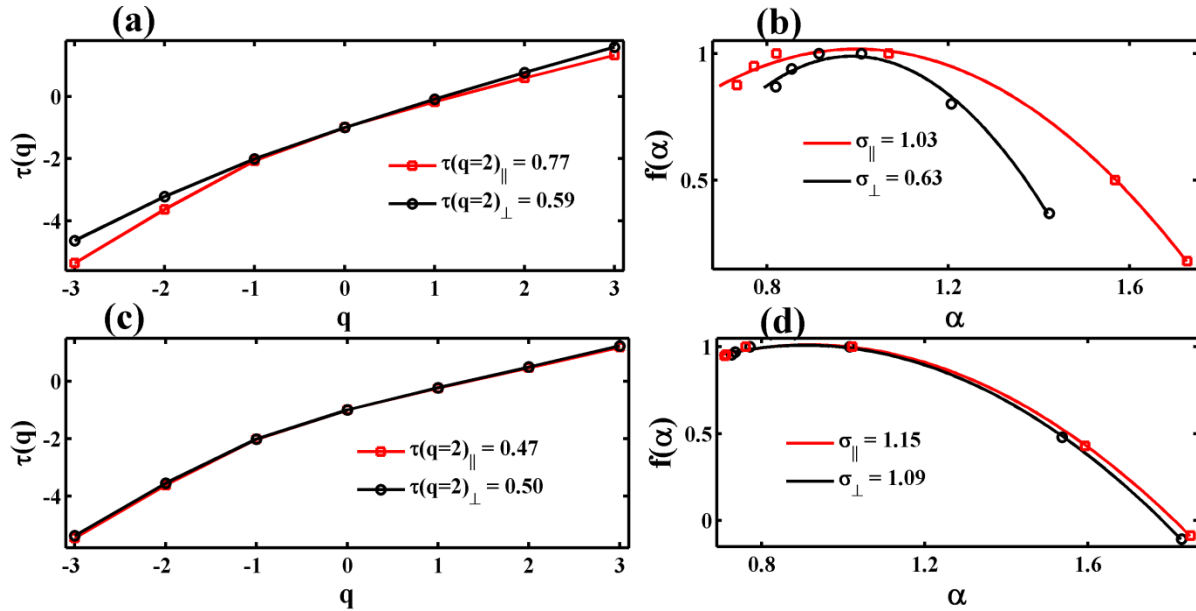 (a)
τ(q)
0
-2
-4
-3 -2 -1 0 1 2 3
q
τ(q=2)∥ = 0.77
τ(q=2)⊥ = 0.59
(b)
f(α)
1
0.5
0.8 1.2 1.6
α
σ∥ = 1.03
σ⊥ = 0.63
(c)
τ(q)
0
-2
-4
-3 -2 -1 0 1 2 3
q
τ(q=2)∥ = 0.47
τ(q=2)⊥ = 0.50
(d)
f(α)
1
0.5
0
0.8 1.2 1.6
α
σ∥ = 1.15
σ⊥ = 1.09